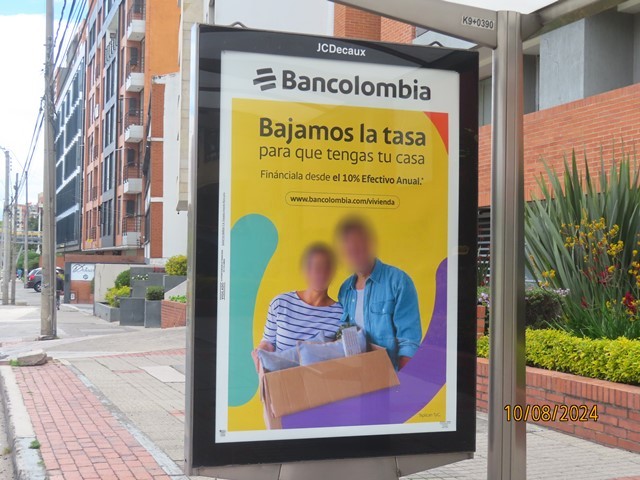 K9+0390
JCDecaux
Bancolombia
Bajamos la tasa
para que tengas tu casa
Fináncíala desde el 10% Efectivo Anual.*
www.bancolombia.com/vivienda
10/08/2024